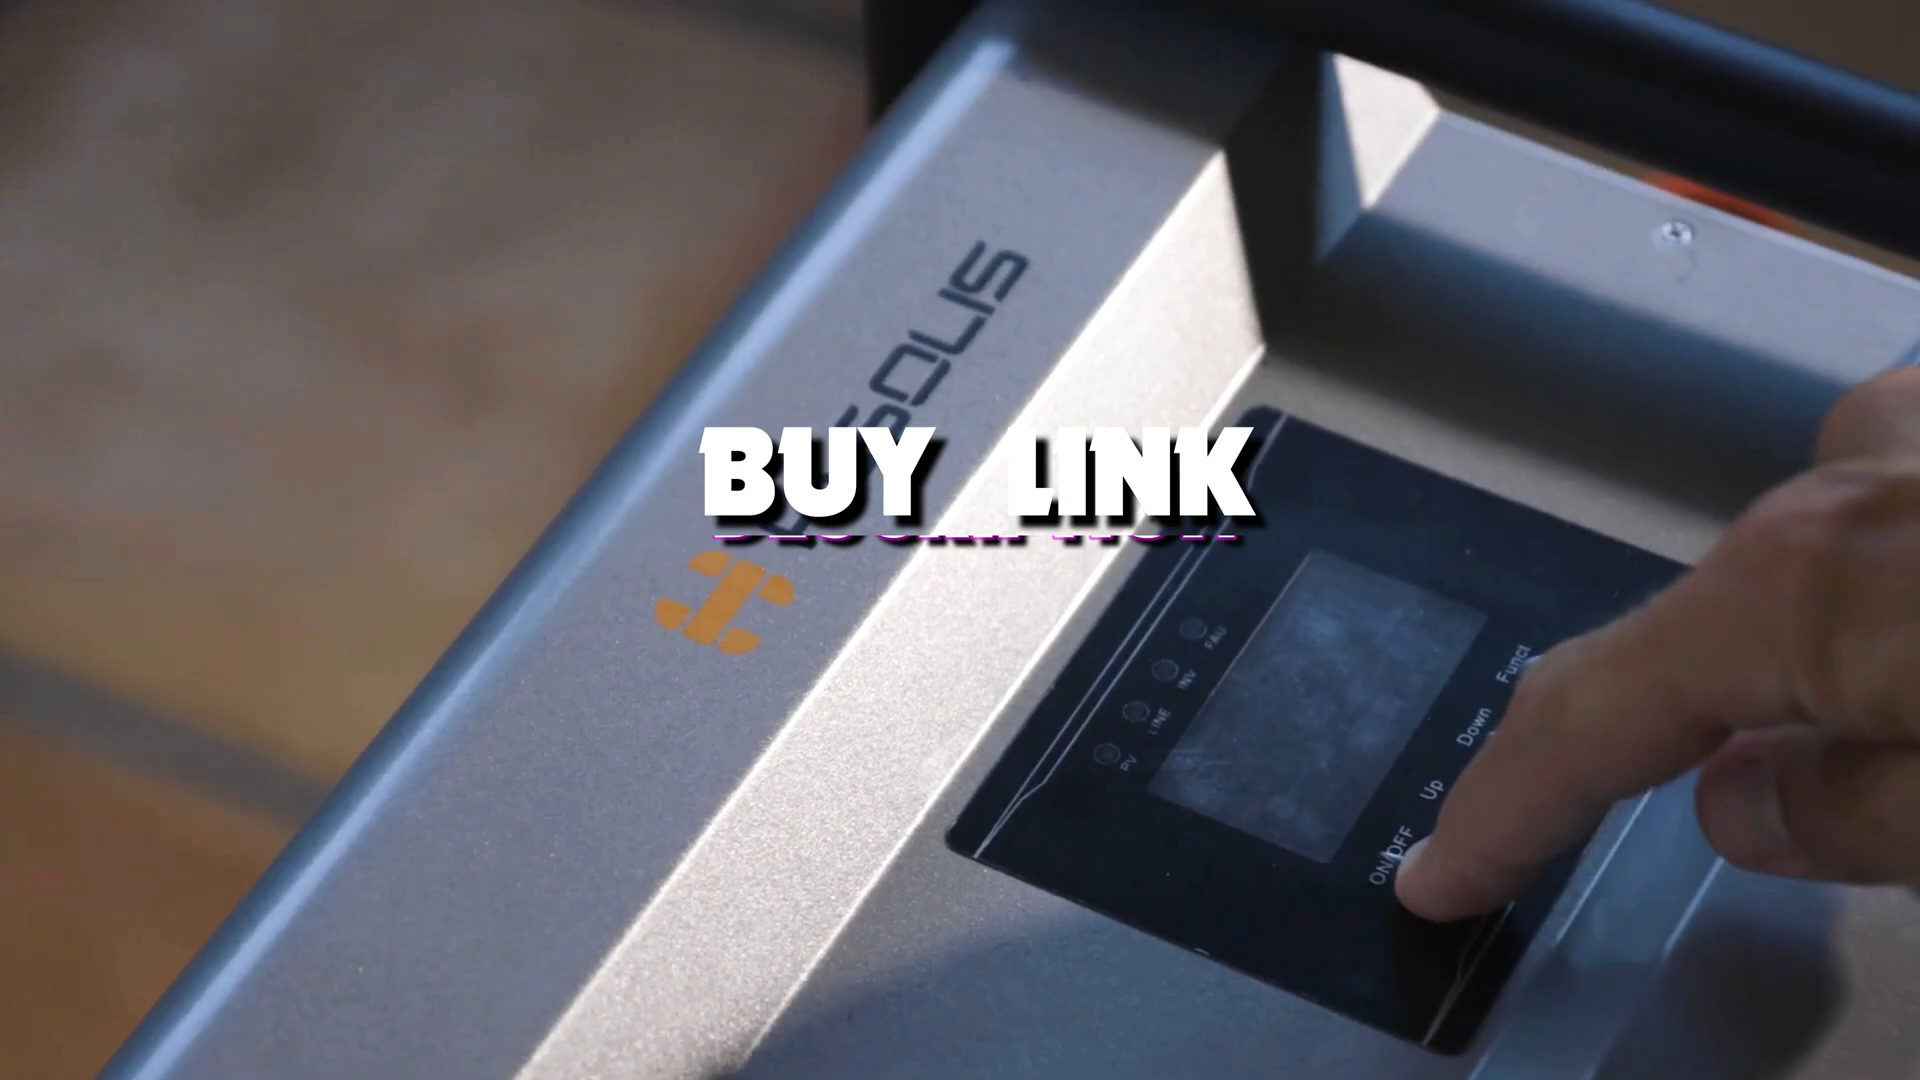 BUY LINK
FAU
INV
LINE
PV
Funct
Down
Up
ON/OFF